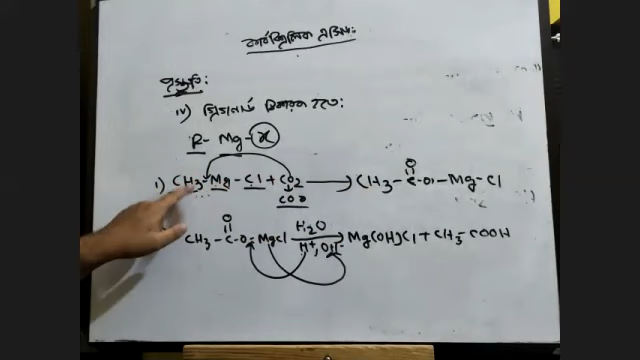 কার্বক্সিলিক এসিডঃ
প্রস্তুতি:
iv) গ্রিগনার্ড বিকারক হতে:
R-Mg-X
i) CH3-Mg-Cl + CO2 → CH3-C-O-Mg-Cl
O
COO
CH3-C-O-MgCl → Mg(OH)Cl + CH3-COOH
O
H2O
H+, OH-